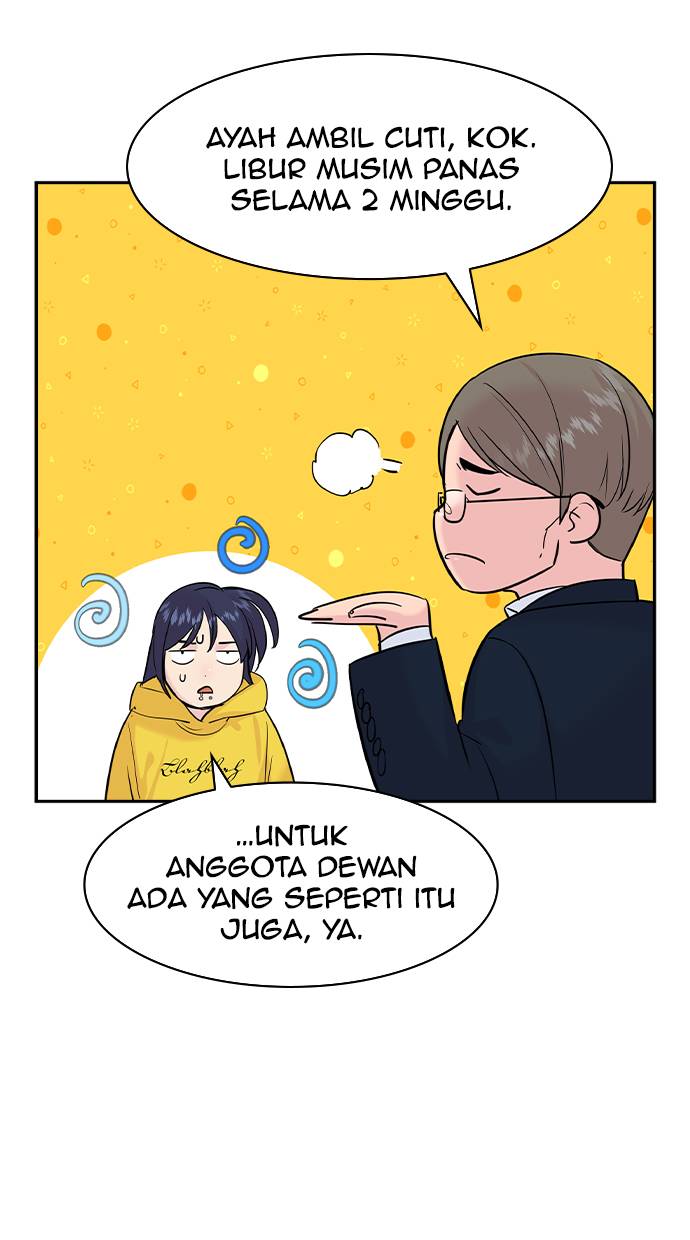 AYAH AMBIL CUTI, KOK.
LIBUR MUSIM PANAS
SELAMA 2 MINGGU.
...UNTUK
ANGGOTA DEWAN
ADA YANG SEPERTI ITU
JUGA, YA.